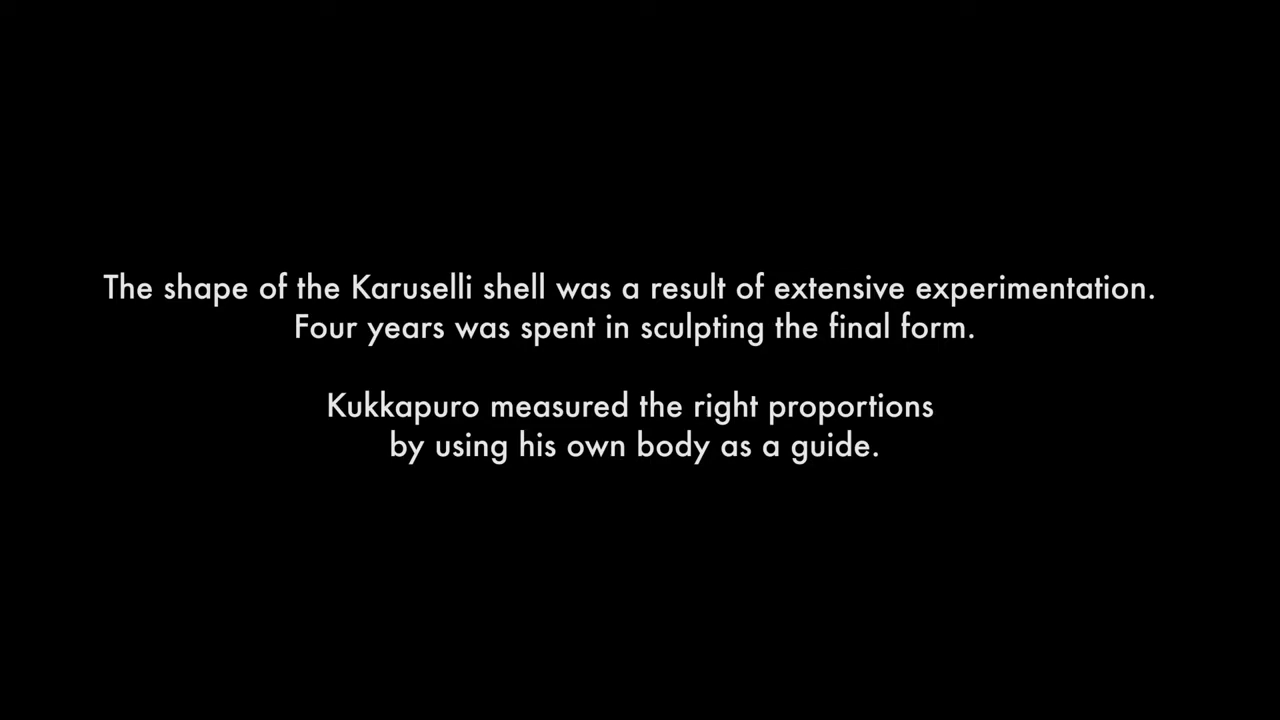 The shape of the Karuselli shell was a result of extensive experimentation.
Four years was spent in sculpting the final form.
Kukkapuro measured the right proportions
by using his own body as a guide.